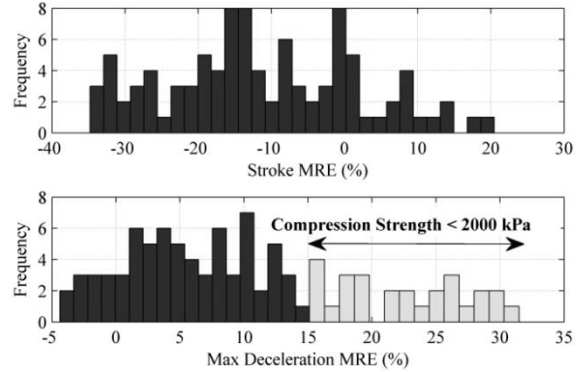 8
6
4
2
0
Frequency
-40 -30 -20 -10 0 10 20 30
Stroke MRE (%)
8
6
4
2
0
Frequency
Compression Strength < 2000 kPa
-5 0 5 10 15 20 25 30 35
Max Deceleration MRE (%)